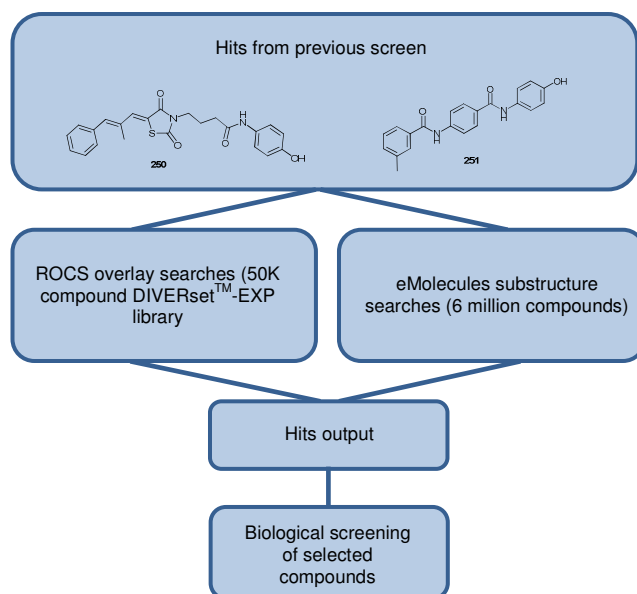 Hits from previous screen
O
N
O
S
O
H
N
O
OH
250
O
N
H
O
H
N
OH
251
ROCS overlay searches (50K
compound DIVERset™-EXP
library
eMolecules substructure
searches (6 million compounds)
Hits output
Biological screening
of selected
compounds